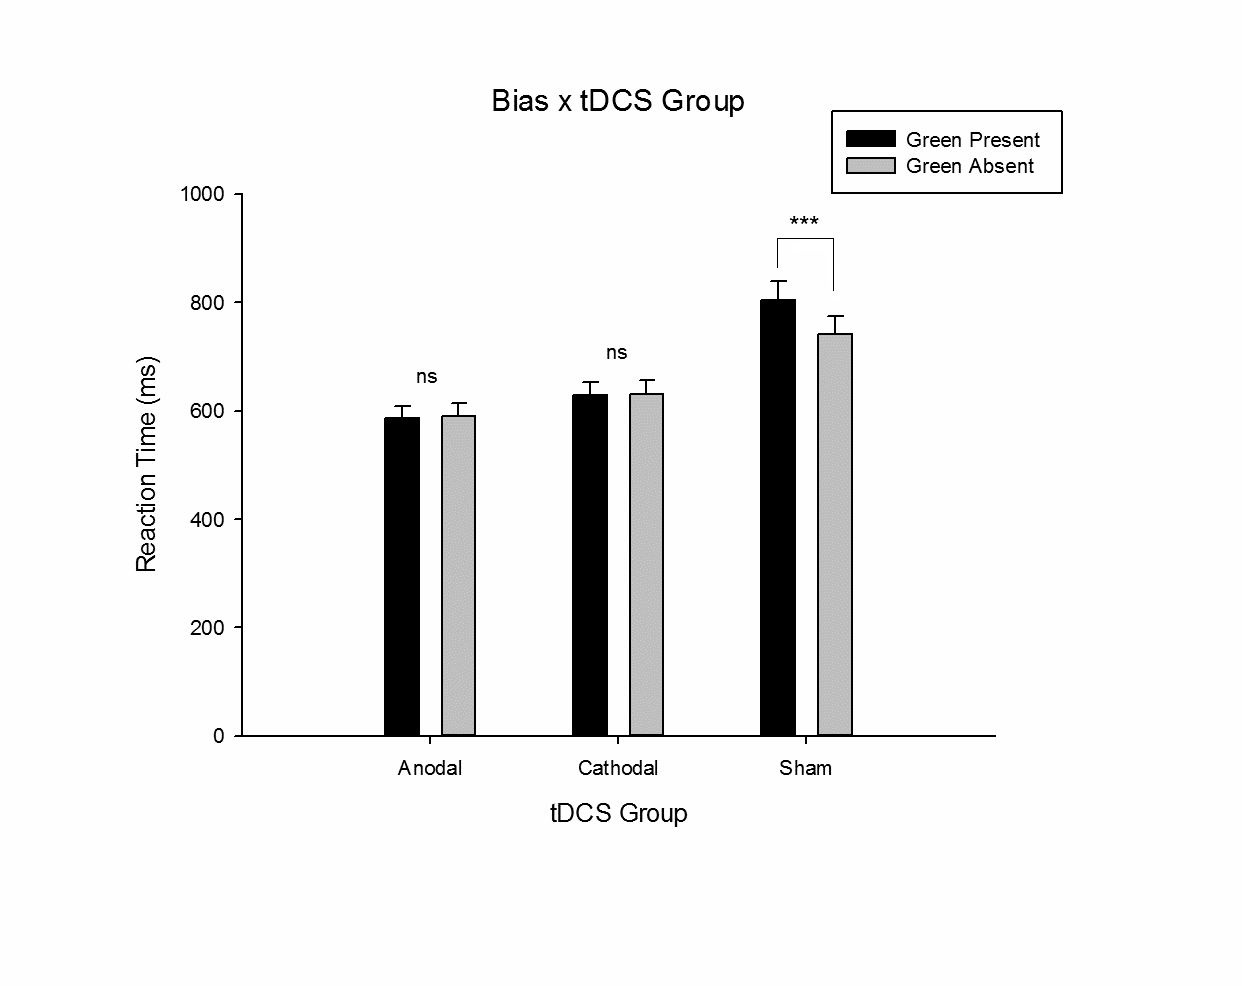 Bias x tDCS Group
Green Present
Green Absent
1000
800
600
400
200
0
Reaction Time (ms)
ns
ns
***
Anodal
Cathodal
Sham
tDCS Group